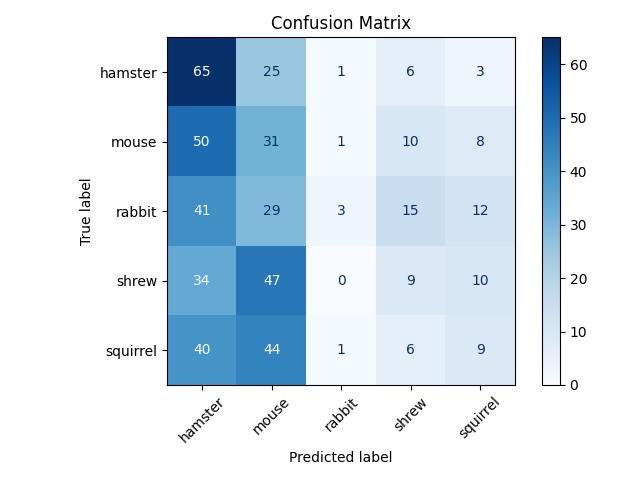 Confusion Matrix
True label
hamster 65 25 1 6 3
mouse 50 31 1 10 8
rabbit 41 29 3 15 12
shrew 34 47 0 9 10
squirrel 40 44 1 6 9
hamster mouse rabbit shrew squirrel
Predicted label
60
50
40
30
20
10
0